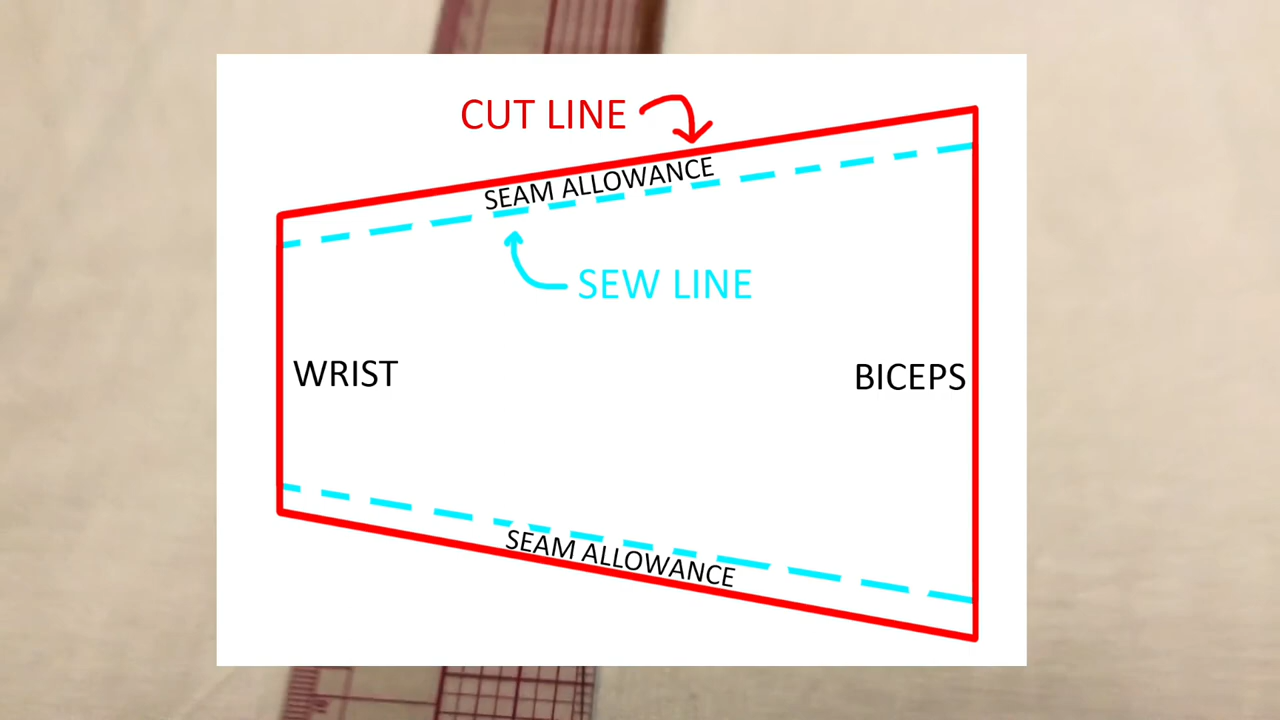 CUT LINE
SEAM ALLOWANCE
SEW LINE
WRIST
BICEPS
SEAM ALLOWANCE